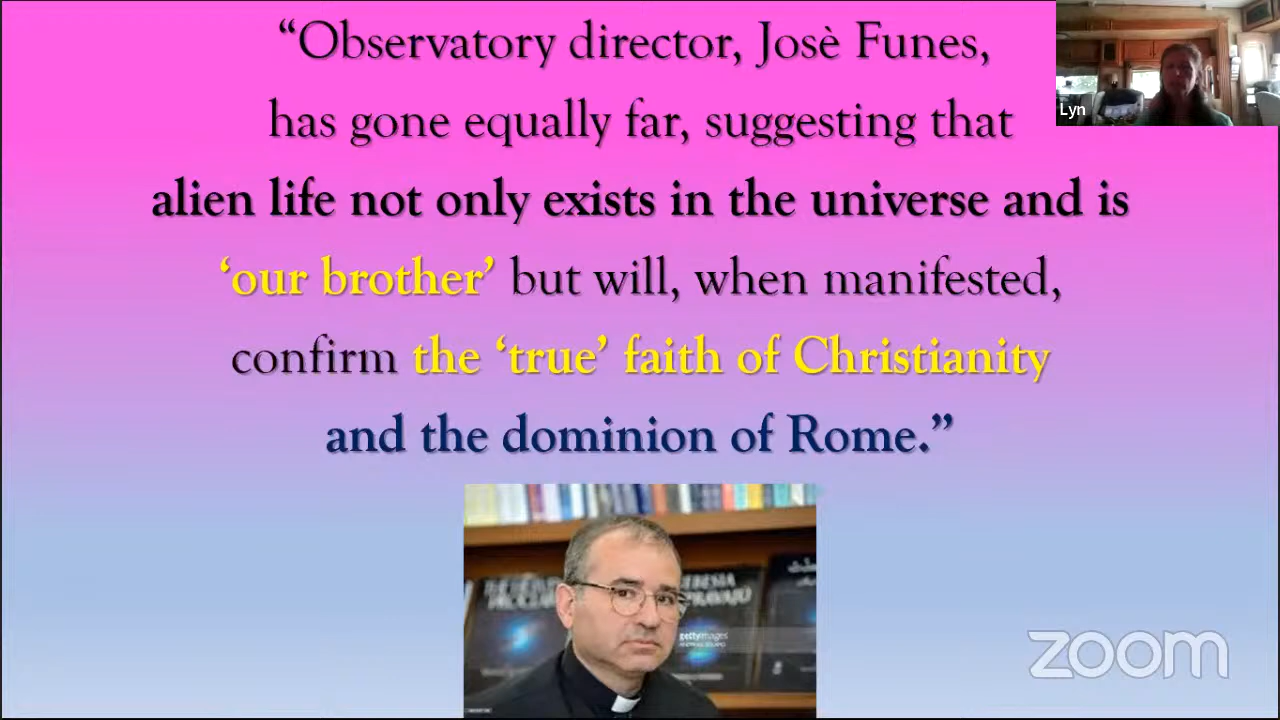 “Observatory director, Josè Funes,
has gone equally far, suggesting that
alien life not only exists in the universe and is
‘our brother’ but will, when manifested,
confirm the ‘true’ faith of Christianity
and the dominion of Rome.”
Lyn
gettyimages
zoom